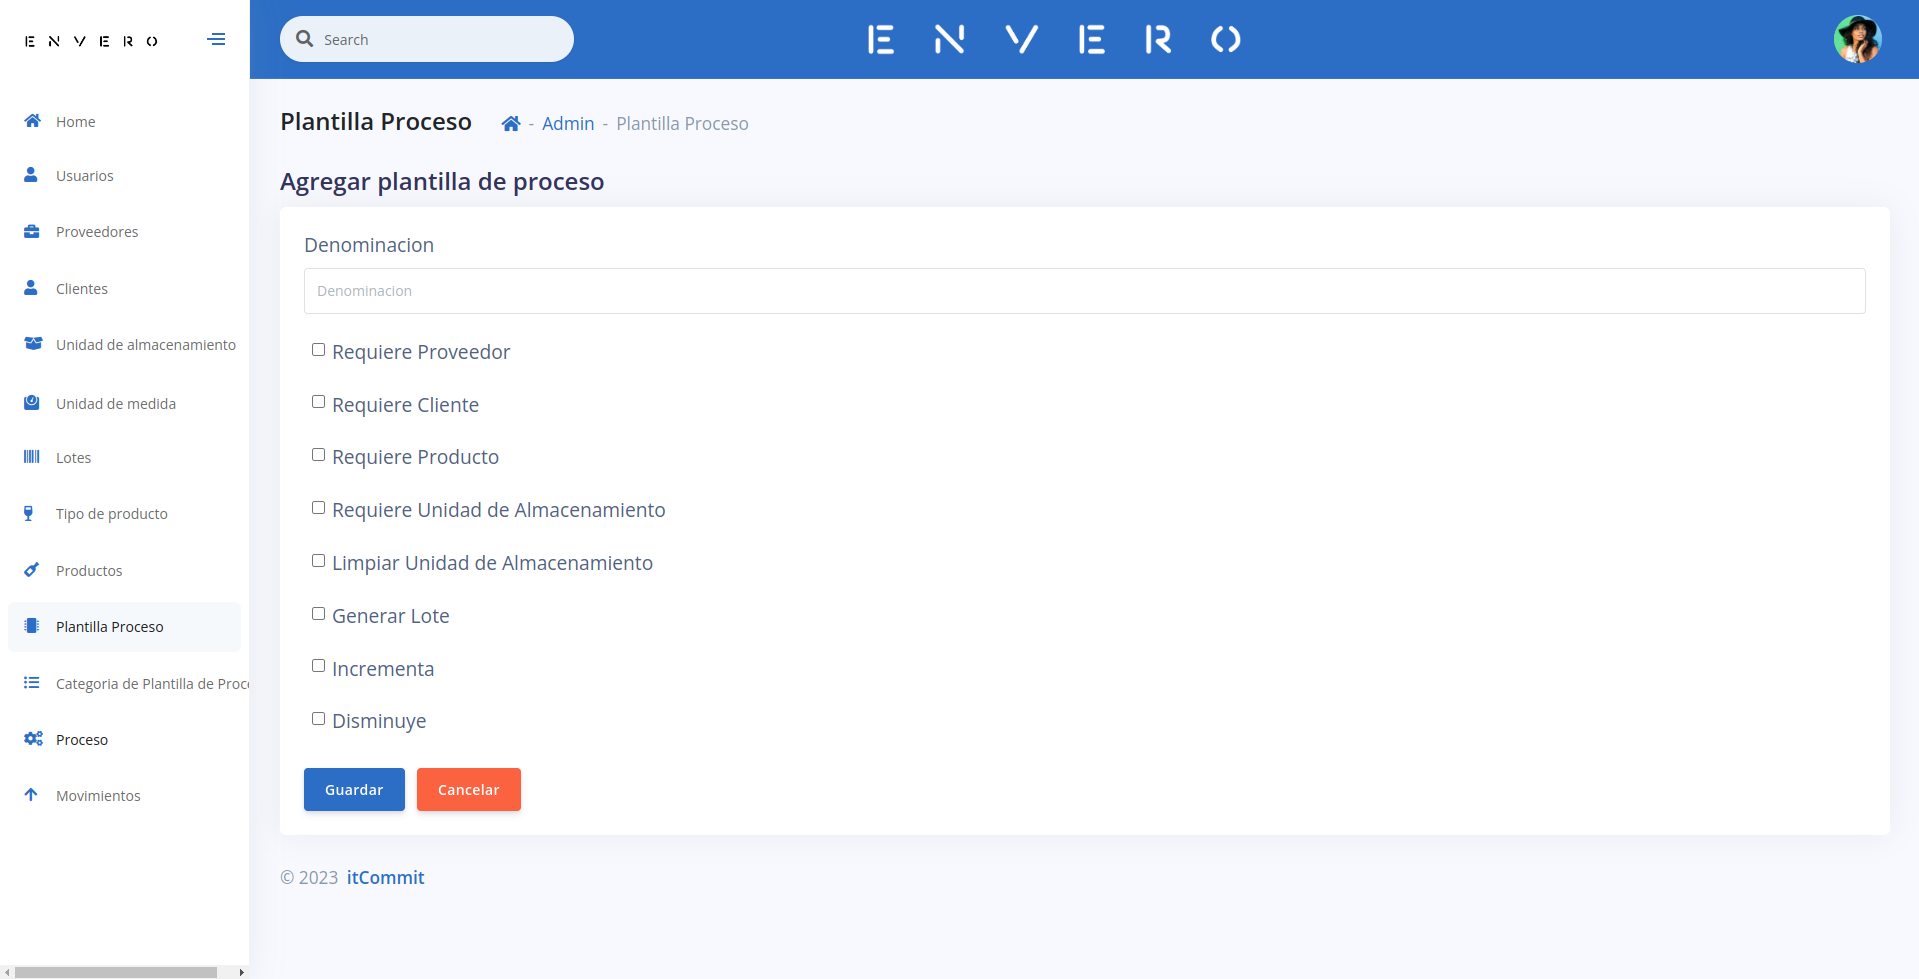 ENVERO
Home
Usuarios
Proveedores
Clientes
Unidad de almacenamiento
Unidad de medida
Lotes
Tipo de producto
Productos
Plantilla Proceso
Categoria de Plantilla de Proc
Proceso
Movimientos
Search
ENVERO
Plantilla Proceso
- Admin - Plantilla Proceso
Agregar plantilla de proceso
Denominacion
Denominacion
Requiere Proveedor
Requiere Cliente
Requiere Producto
Requiere Unidad de Almacenamiento
Limpiar Unidad de Almacenamiento
Generar Lote
Incrementa
Disminuye
Guardar Cancelar
© 2023 itCommit